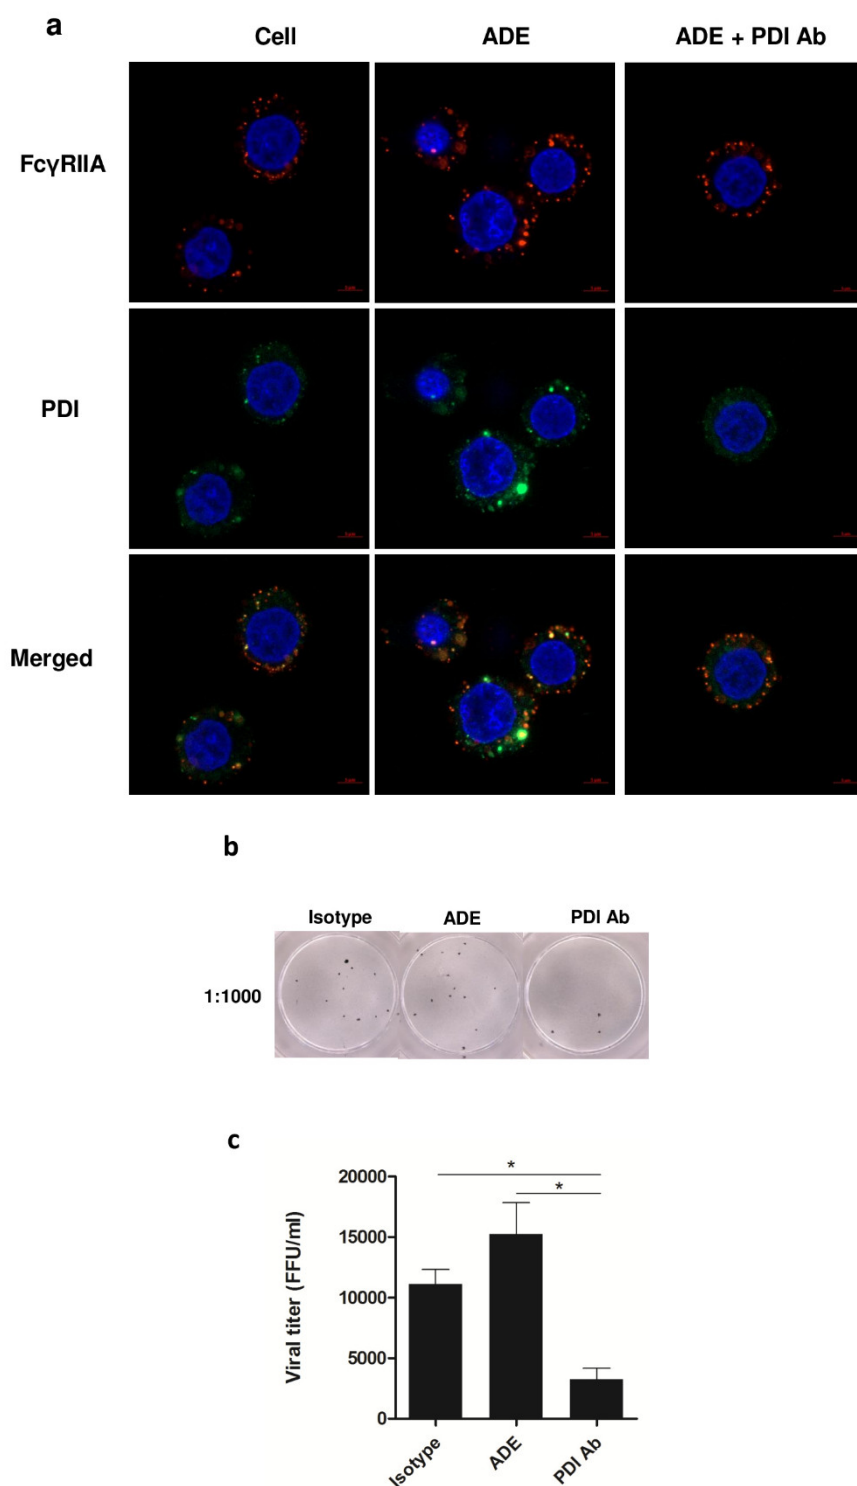 a
Cell ADE ADE + PDI Ab
FcγRIIA
PDI
Merged
b
Isotype ADE PDI Ab
1:1000
c
* 
*
20000
15000
10000
5000
0
Viral titer (FFU/ml)
Isotype ADE PDI Ab